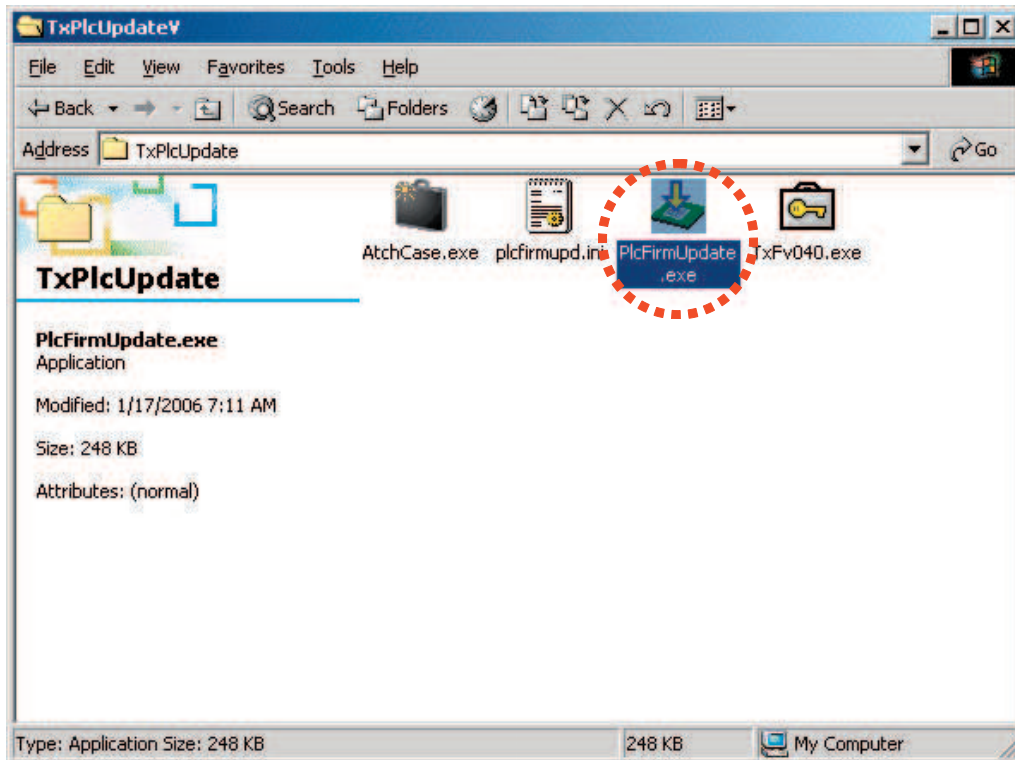 TxPlcUpdate¥
File Edit View Favorites Tools Help
Back Search Folders
Address TxPlcUpdate Go
AtchCase.exe plcfirmupd.ini PlcFirmUpdate .exe TxFv040.exe
TxPlcUpdate
PlcFirmUpdate.exe
Application
Modified: 1/17/2006 7:11 AM
Size: 248 KB
Attributes: (normal)
Type: Application Size: 248 KB 248 KB My Computer